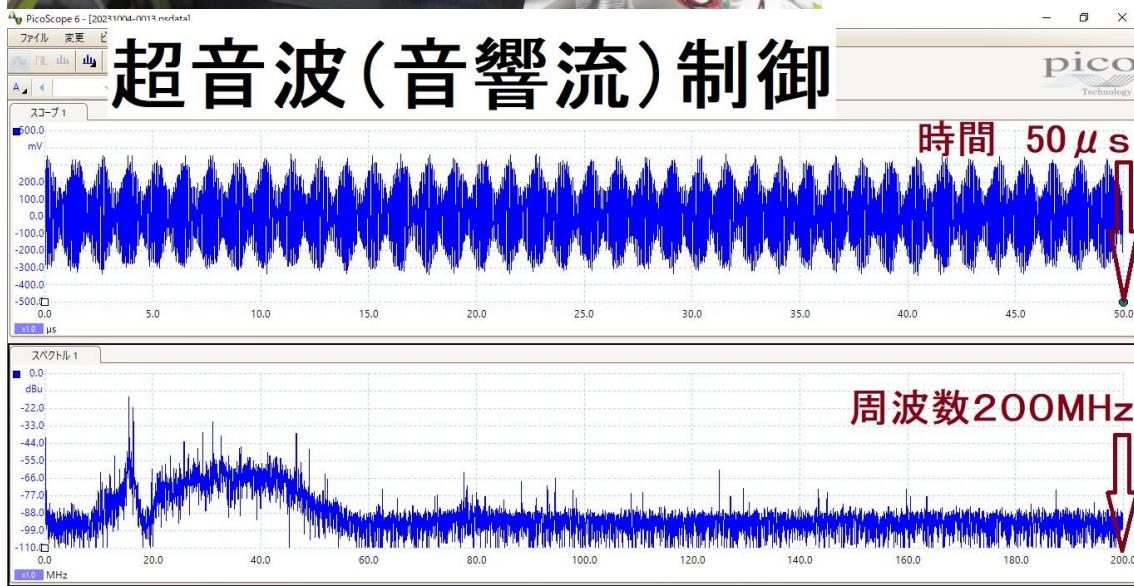 PicoScope 6 - [20231004-0013.psdata]
ファイル 変更
超音波(音響流)制御
pico
Technology
A
スコープ 1
500.0
mV
時間 50μs
200.0
100.0
0.0
-100.0
-200.0
-300.0
-400.0
-500.0
0.0 5.0 10.0 15.0 20.0 25.0 30.0 35.0 40.0 45.0 50.0
x1.0 µs
スペクトル 1
0.0
dBu
周波数200MHz
-22.0
-33.0
-44.0
-55.0
-66.0
-77.0
-88.0
-99.0
-110.0
0.0 20.0 40.0 60.0 80.0 100.0 120.0 140.0 160.0 180.0 200.0
x1.0 MHz